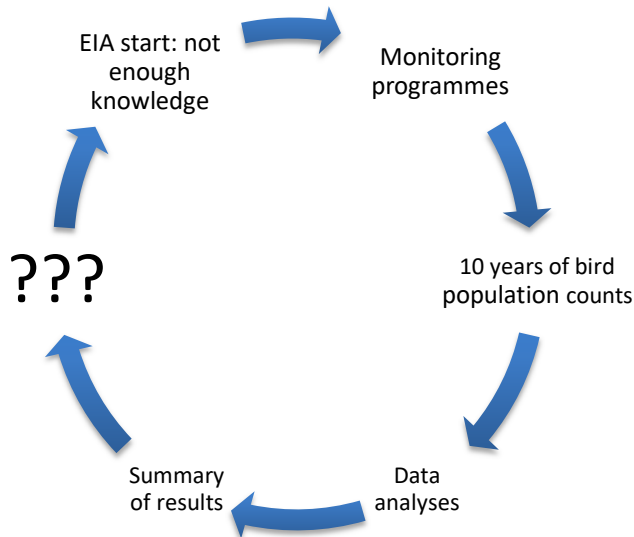 EIA start: not
enough
knowledge
Monitoring
programmes
10 years of bird
population counts
Data
analyses
Summary
of results
???